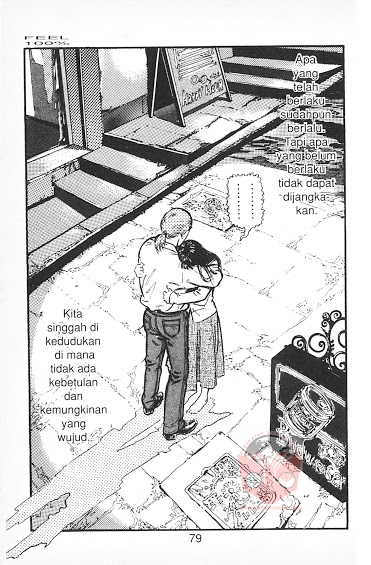 FEEL
100%
Apa
yang
telah
berlaku
sudahpun
berlalu.
Tapi apa
yang belum
berlaku
tidak dapat
dijangka-
kan.
Kita
singgah di
kedudukan
di mana
tidak ada
kebetulan
dan
kemungkinan
yang
wujud.
79